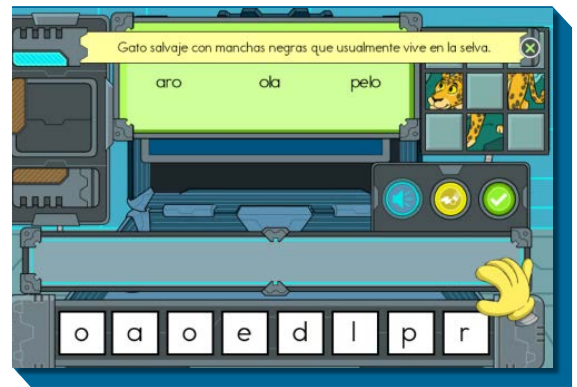 Gato salvaje con manchas negras que usualmente vive en la selva.
aro ola pelo
o a o e d l p r